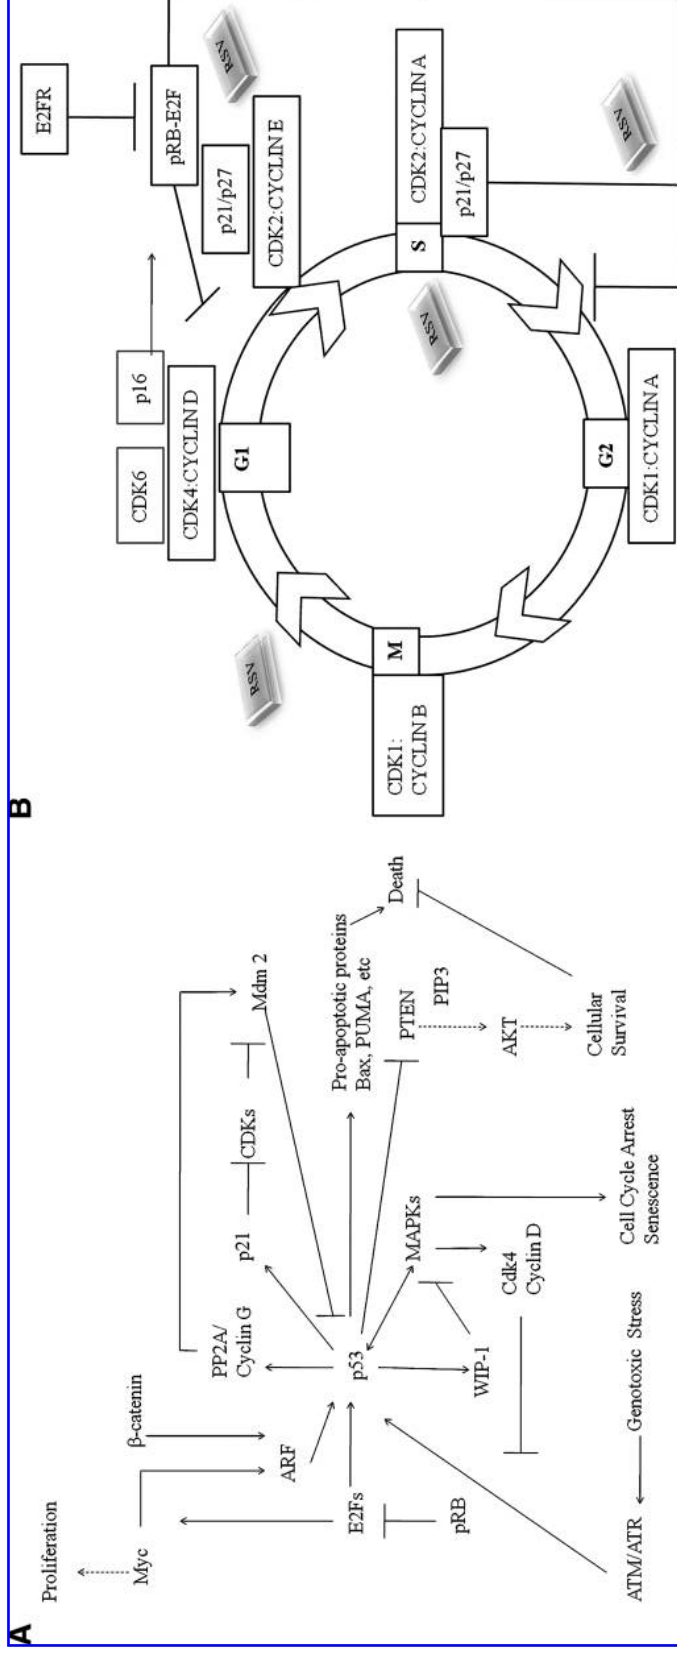 A
Proliferation
Myc
β-catenin
ARF
PP2A/
Cyclin G
p21
CDKs
Mdm 2
E2Fs
p53
Pro-apoptotic proteins
Bax, PUMA, etc
Death
pRB
WIP-1
MAPKs
PTEN
PIP3
Cdk4
Cyclin D
AKT
Cellular
Survival
ATM/ATR
Genotoxic Stress
Cell Cycle Arrest
Senescence
B
E2FR
pRB-E2F
CDK6
p16
p21/p27
CDK4:CYCLIN D
CDK2:CYCLIN E
RSV
G1
RSV
M
CDK1:
CYCLIN B
RSV
S
CDK2:CYCLIN A
p21/p27
G2
CDK1:CYCLIN A
RSV